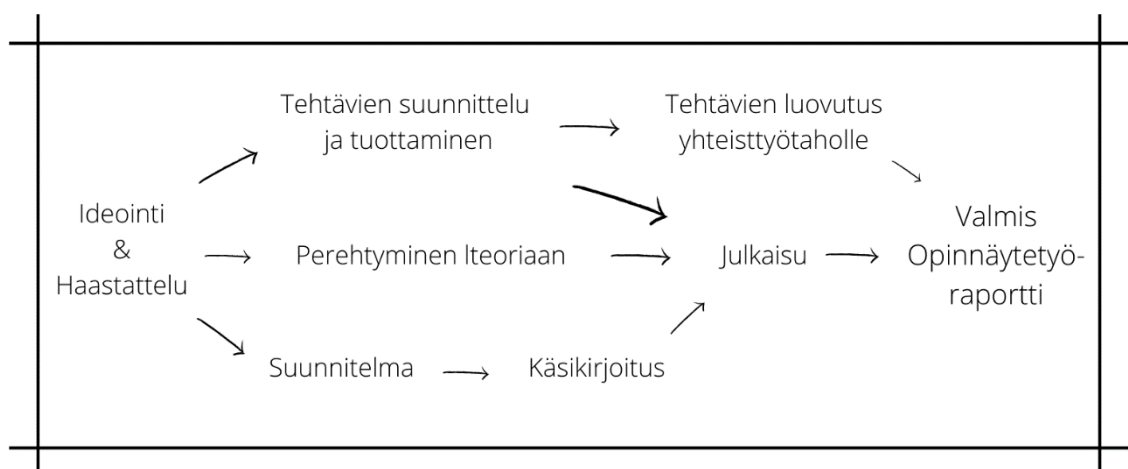 Tehtävien suunnittelu
ja tuottaminen
Tehtävien luovutus
yhteisttyötaholle
Ideointi
&
Haastattelu
Perehtyminen lteoriaan
Julkaisu
Valmis
Opinnäytetyö-
raportti
Suunnitelma
Käsikirjoitus